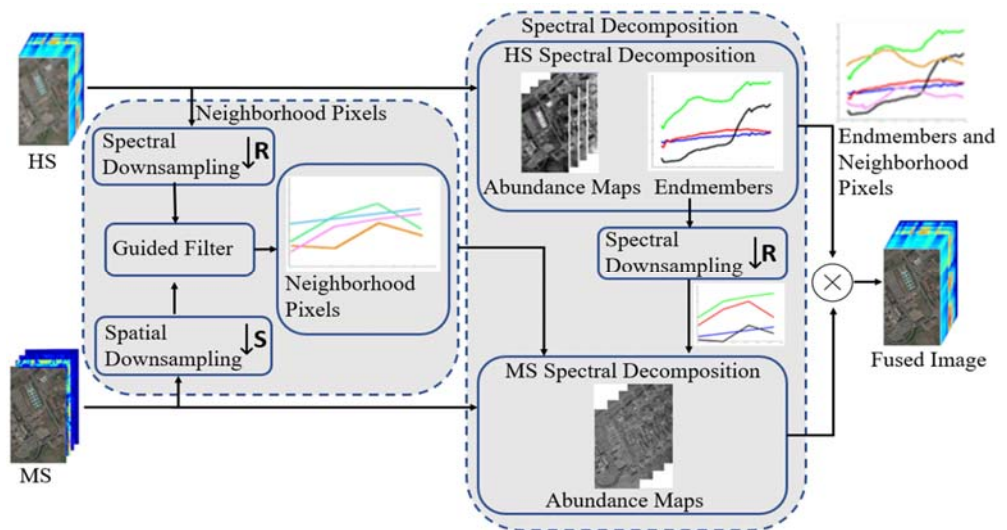 HS
MS
Neighborhood Pixels
Spectral
Downsampling
↓R
Guided Filter
Spatial
Downsampling
↓S
Neighborhood
Pixels
Spectral Decomposition
HS Spectral Decomposition
Abundance Maps
Endmembers
Spectral
Downsampling
↓R
MS Spectral Decomposition
Abundance Maps
Endmembers and
Neighborhood
Pixels
Fused Image